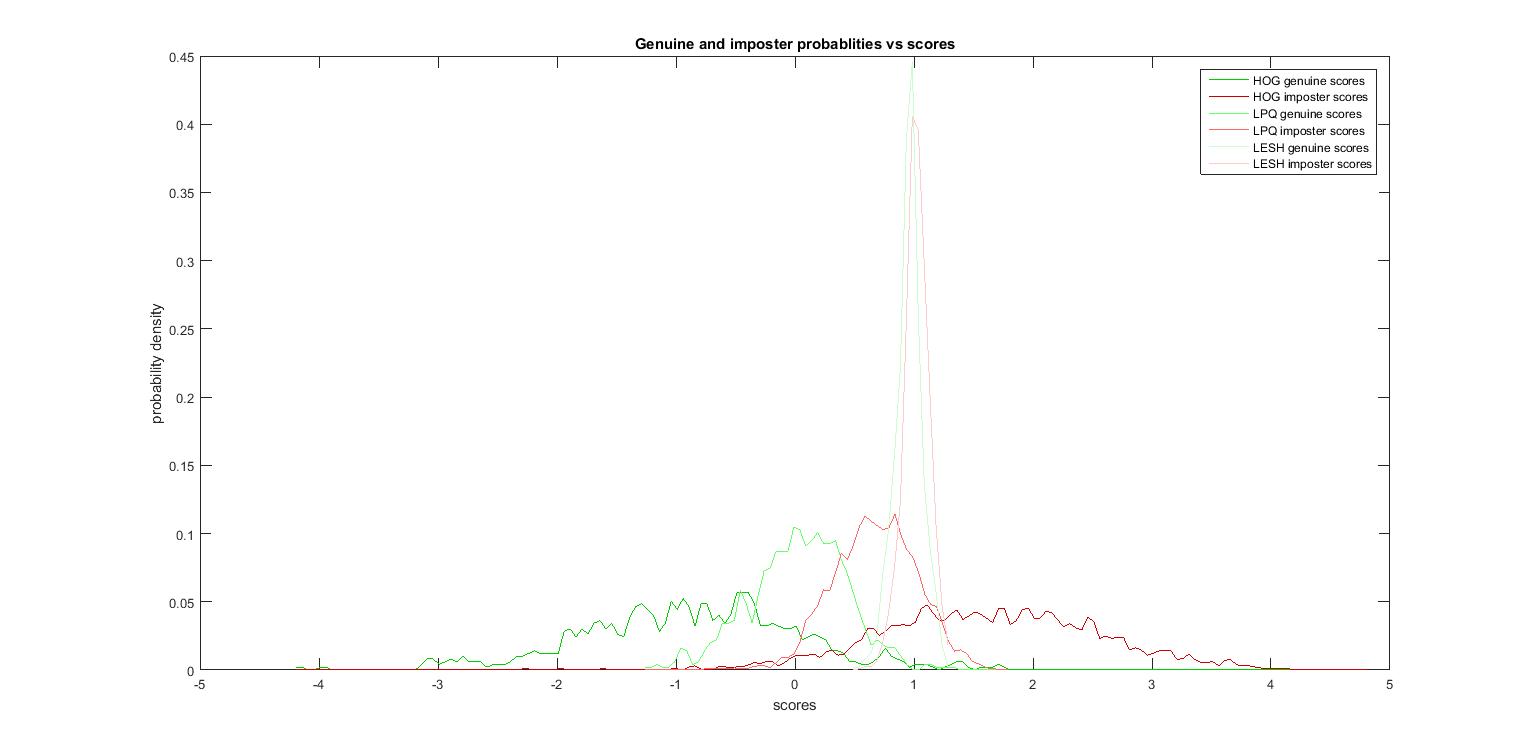 Genuine and imposter probablities vs scores
HOG genuine scores
HOG imposter scores
LPQ genuine scores
LPQ imposter scores
LESH genuine scores
LESH imposter scores
probability density
0.45
0.4
0.35
0.3
0.25
0.2
0.15
0.1
0.05
0
-5 -4 -3 -2 -1 0 1 2 3 4 5
scores